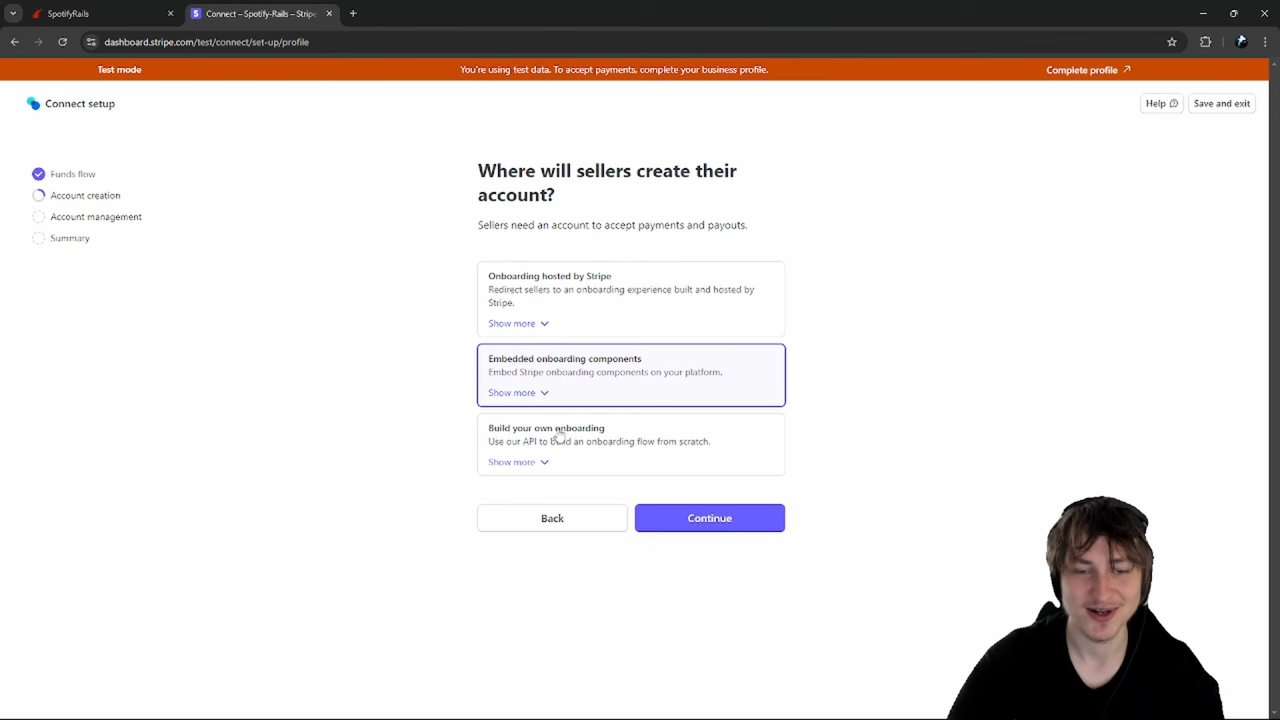 SpotifyRails
Connect – Spotify-Rails – Stripe
dashboard.stripe.com/test/connect/set-up/profile
Test mode
You're using test data. To accept payments, complete your business profile.
Complete profile
Connect setup
Help
Save and exit
Funds flow
Account creation
Account management
Summary
Where will sellers create their
account?
Sellers need an account to accept payments and payouts.
Onboarding hosted by Stripe
Redirect sellers to an onboarding experience built and hosted by
Stripe.
Show more
Embedded onboarding components
Embed Stripe onboarding components on your platform.
Show more
Build your own onboarding
Use our API to build an onboarding flow from scratch.
Show more
Back
Continue